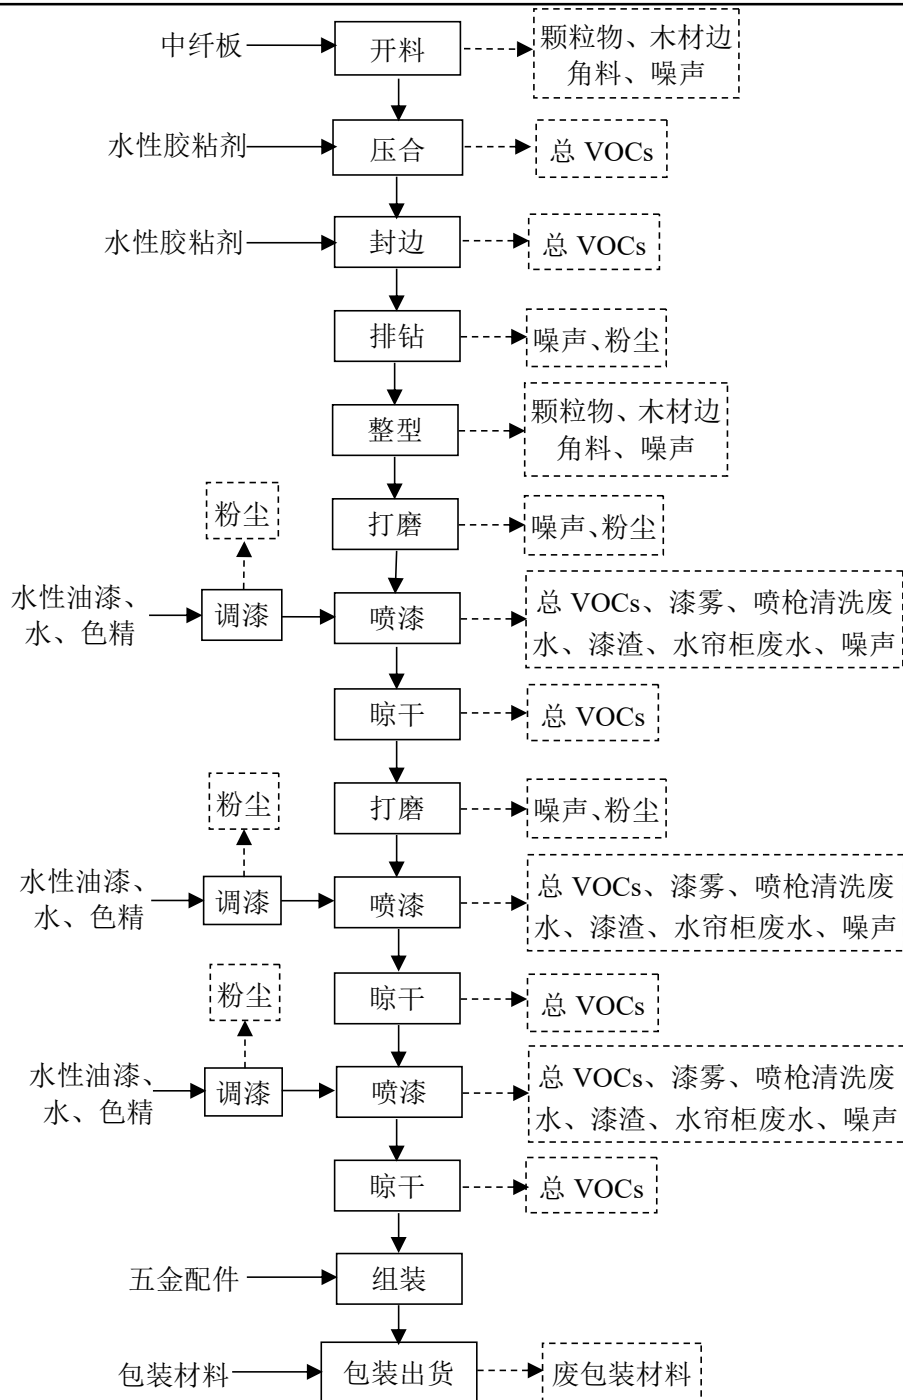 中纤板
开料
颗粒物、木材边
角料、噪声
水性胶粘剂
压合
总 VOCs
水性胶粘剂
封边
总 VOCs
排钻
噪声、粉尘
整型
颗粒物、木材边
角料、噪声
粉尘
打磨
噪声、粉尘
水性油漆、
水、色精
调漆
喷漆
总 VOCs、漆雾、喷枪清洗废
水、漆渣、水帘柜废水、噪声
晾干
总 VOCs
粉尘
打磨
噪声、粉尘
水性油漆、
水、色精
调漆
喷漆
总 VOCs、漆雾、喷枪清洗废
水、漆渣、水帘柜废水、噪声
粉尘
晾干
总 VOCs
水性油漆、
水、色精
调漆
喷漆
总 VOCs、漆雾、喷枪清洗废
水、漆渣、水帘柜废水、噪声
晾干
总 VOCs
五金配件
组装
包装材料
包装出货
废包装材料